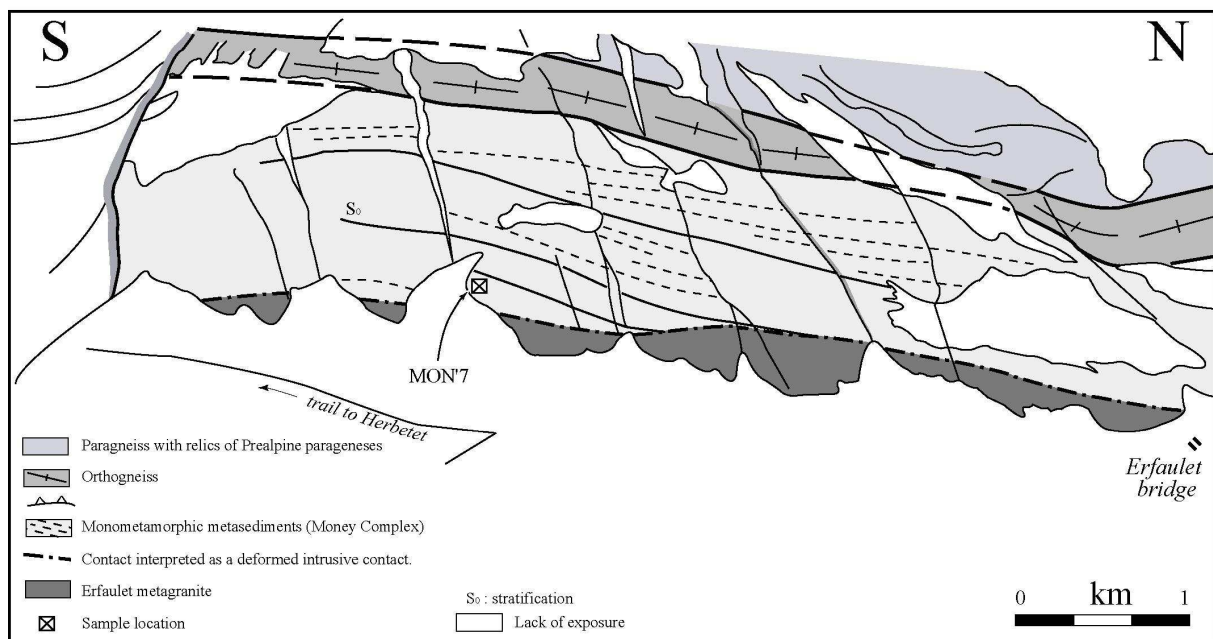 S
N
S₀
MON'7
trail to Herbetet
Erfaulet
bridge
Paragneiss with relics of Prealpine parageneses
Orthogneiss
Monometamorphic metasediments (Money Complex)
Contact interpreted as a deformed intrusive contact.
Erfaulet metagranite
Sample location
S₀ : stratification
Lack of exposure
0 km 1